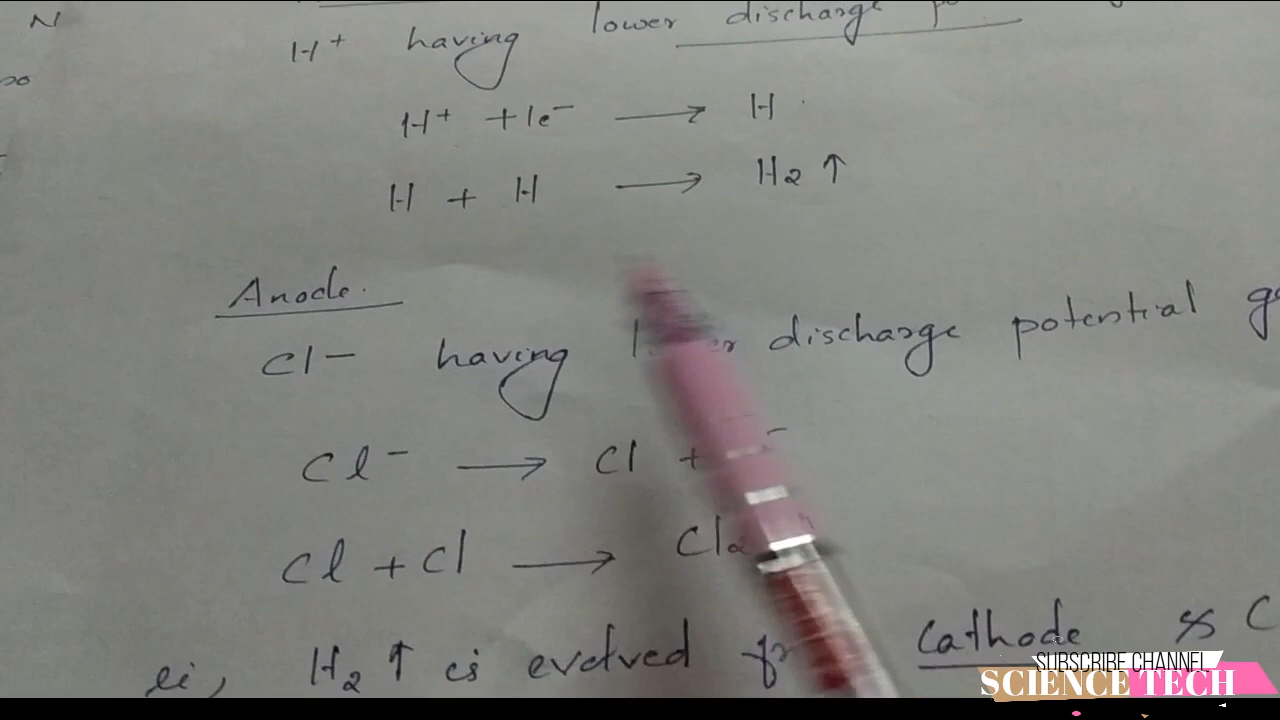 N
H⁺ having lower discharge
H⁺ + 1e⁻ → H
H + H → H₂ ↑
Anode.
Cl⁻ having discharge potential
Cl⁻ → Cl +
Cl + Cl → Cl₂
ie, H₂ ↑ is evolved cathode & C
SUBSCRIBE CHANNEL
SCIENCE TECH